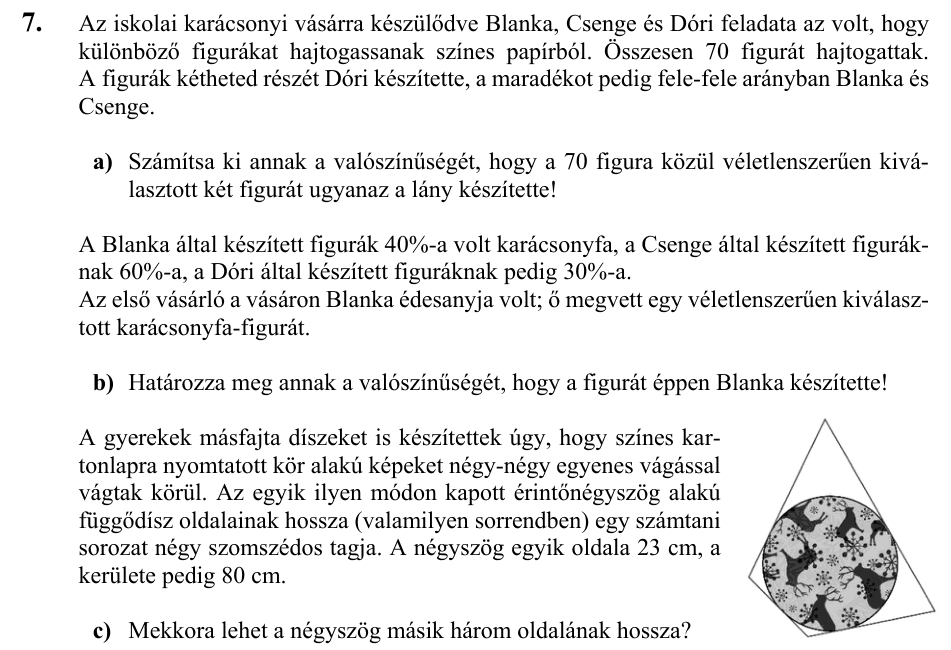 7. Az iskolai karácsonyi vásárra készülődve Blanka, Csenge és Dóri feladata az volt, hogy
különböző figurákat hajtogassanak színes papírból. Összesen 70 figurát hajtogattak.
A figurák kétheted részét Dóri készítette, a maradékot pedig fele-fele arányban Blanka és
Csenge.
a) Számítsa ki annak a valószínűségét, hogy a 70 figura közül véletlenszerűen kivá-
lasztott két figurát ugyanaz a lány készítette!
A Blanka által készített figurák 40%-a volt karácsonyfa, a Csenge által készített figurák-
nak 60%-a, a Dóri által készített figuráknak pedig 30%-a.
Az első vásárló a vásáron Blanka édesanyja volt; ő megvett egy véletlenszerűen kiválasz-
tott karácsonyfa-figurát.
b) Határozza meg annak a valószínűségét, hogy a figurát éppen Blanka készítette!
A gyerekek másfajta díszeket is készítettek úgy, hogy színes kar-
tonlapra nyomtatott kör alakú képeket négy-négy egyenes vágással
vágtak körül. Az egyik ilyen módon kapott érintőnégyszög alakú
függődísz oldalainak hossza (valamilyen sorrendben) egy számtani
sorozat négy szomszédos tagja. A négyszög egyik oldala 23 cm, a
kerülete pedig 80 cm.
c) Mekkora lehet a négyszög másik három oldalának hossza?